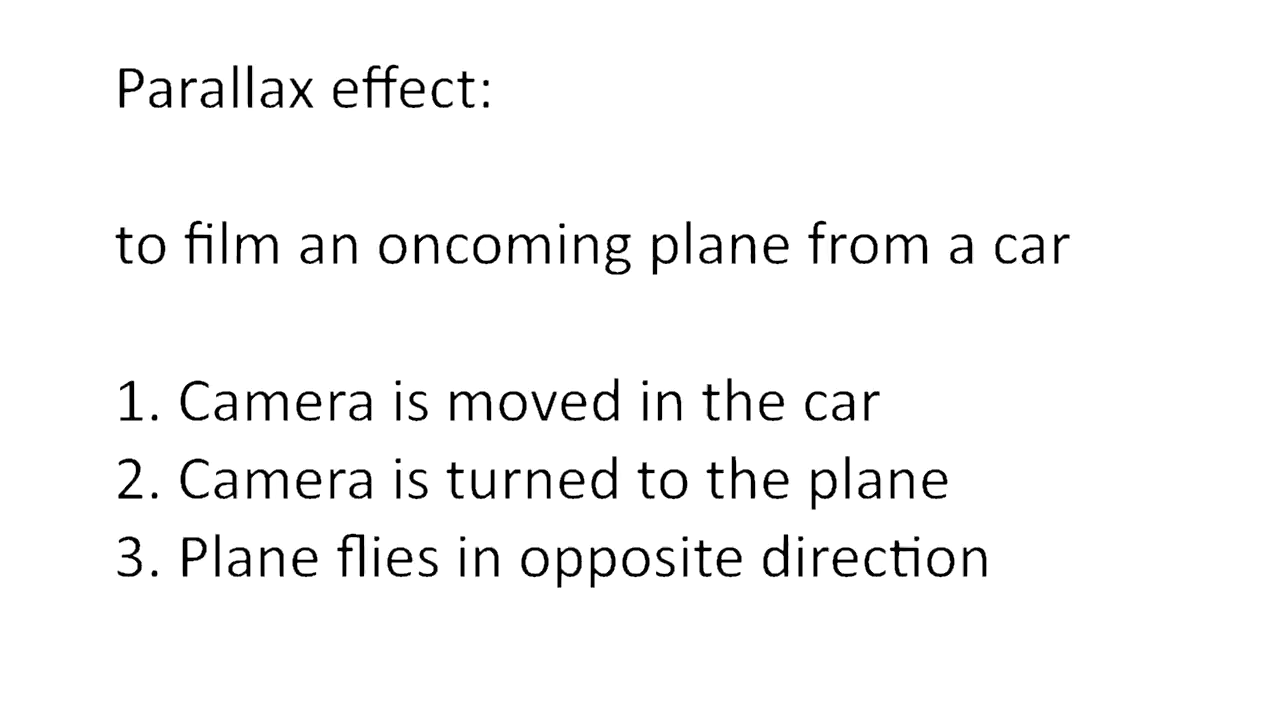 Parallax effect:
to film an oncoming plane from a car
1. Camera is moved in the car
2. Camera is turned to the plane
3. Plane flies in opposite direction